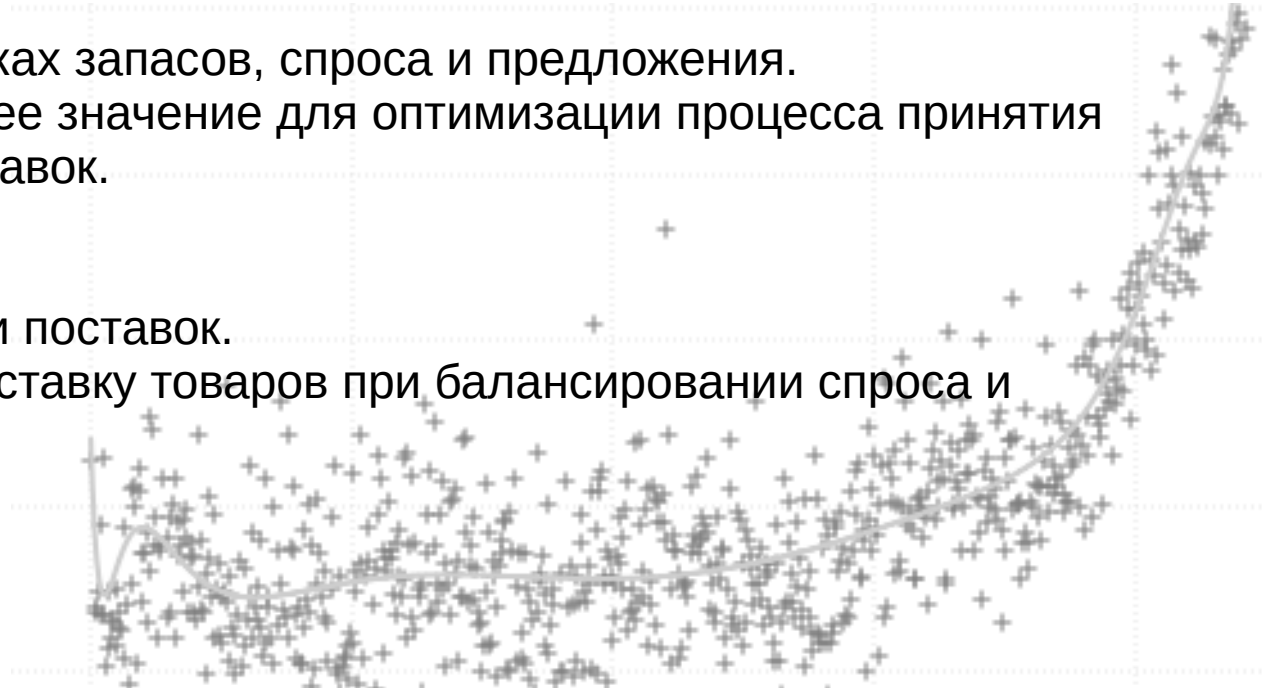 ках запасов, спроса и предложения.
ее значение для оптимизации процесса принятия
авок.
и поставок.
ставку товаров при балансировании спроса и